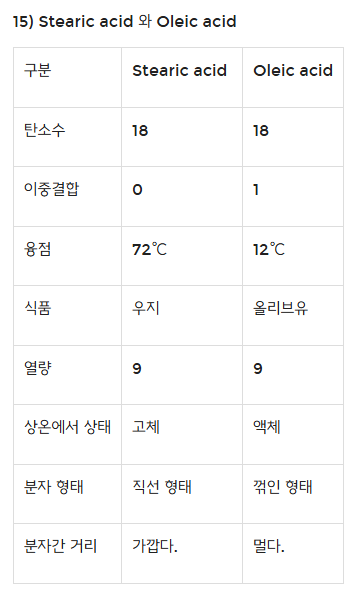 15) Stearic acid 와 Oleic acid
구분 Stearic acid Oleic acid
탄소수 18 18
이중결합 0 1
융점 72℃ 12℃
식품 우지 올리브유
열량 9 9
상온에서 상태 고체 액체
분자 형태 직선 형태 꺾인 형태
분자간 거리 가깝다. 멀다.